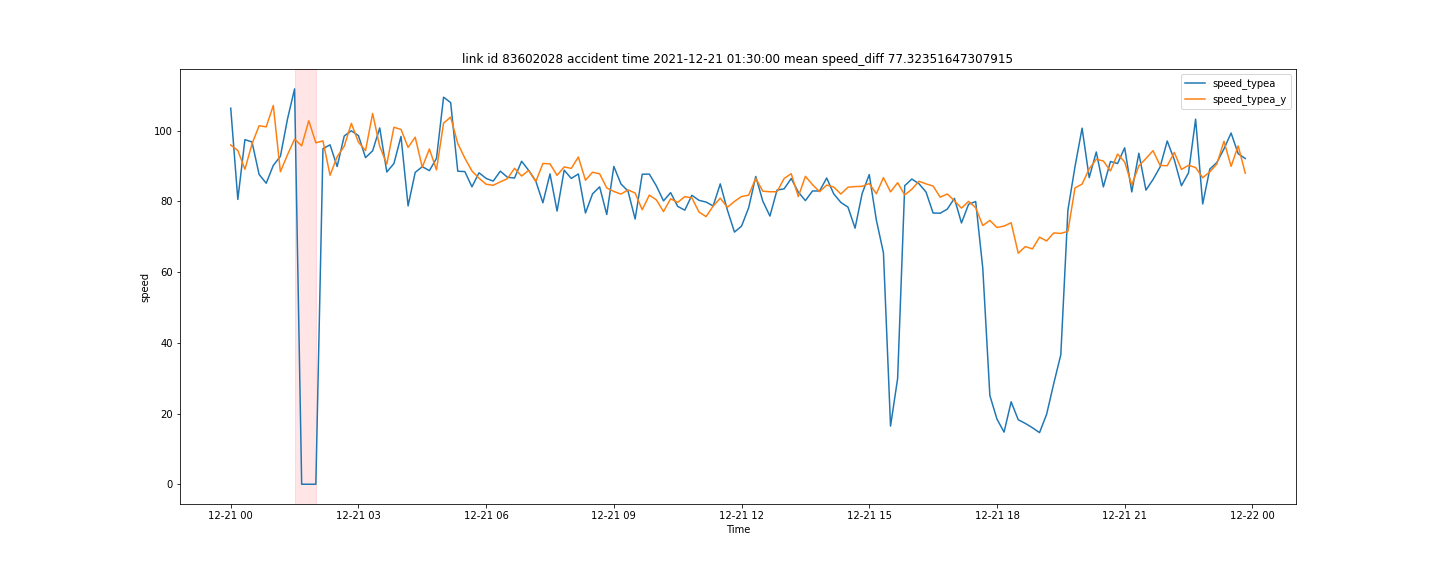 link id 83602028 accident time 2021-12-21 01:30:00 mean speed_diff 77.32351647307915
speed_typea
speed_typea_y
100
80
60
40
20
0
speed
12-21 00 12-21 03 12-21 06 12-21 09 12-21 12 12-21 15 12-21 18 12-21 21 12-22 00
Time